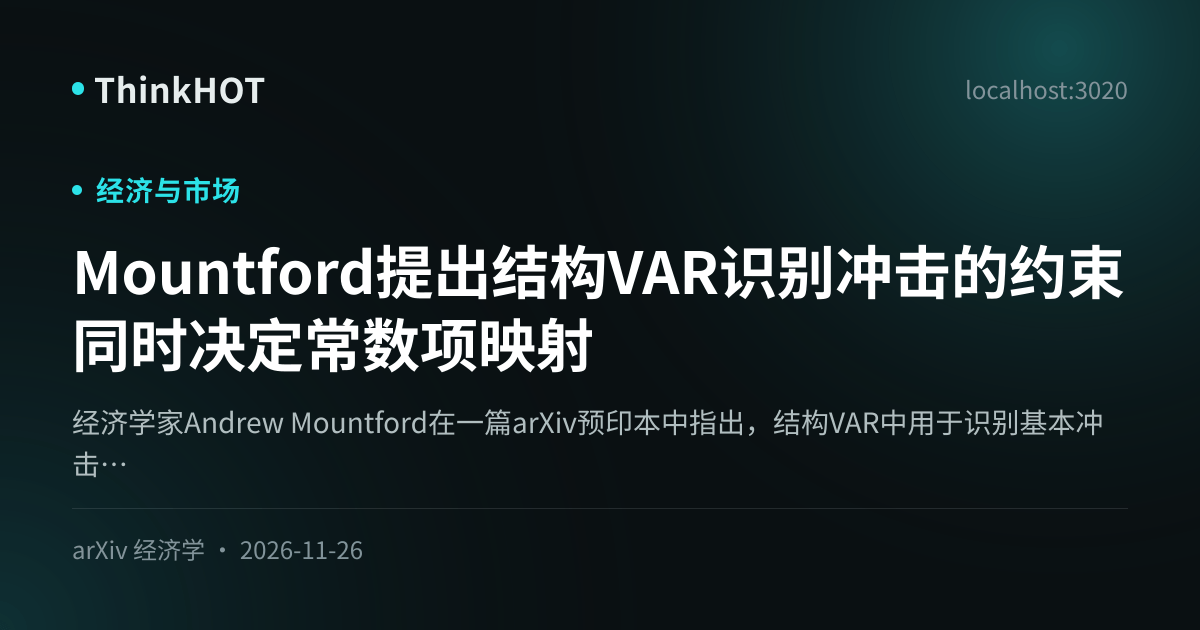 ThinkHOT
localhost:3020
经济与市场
Mountford提出结构VAR识别冲击的约束
同时决定常数项映射
经济学家Andrew Mountford在一篇arXiv预印本中指出，结构VAR中用于识别基本冲
击…
arXiv 经济学 · 2026-11-26